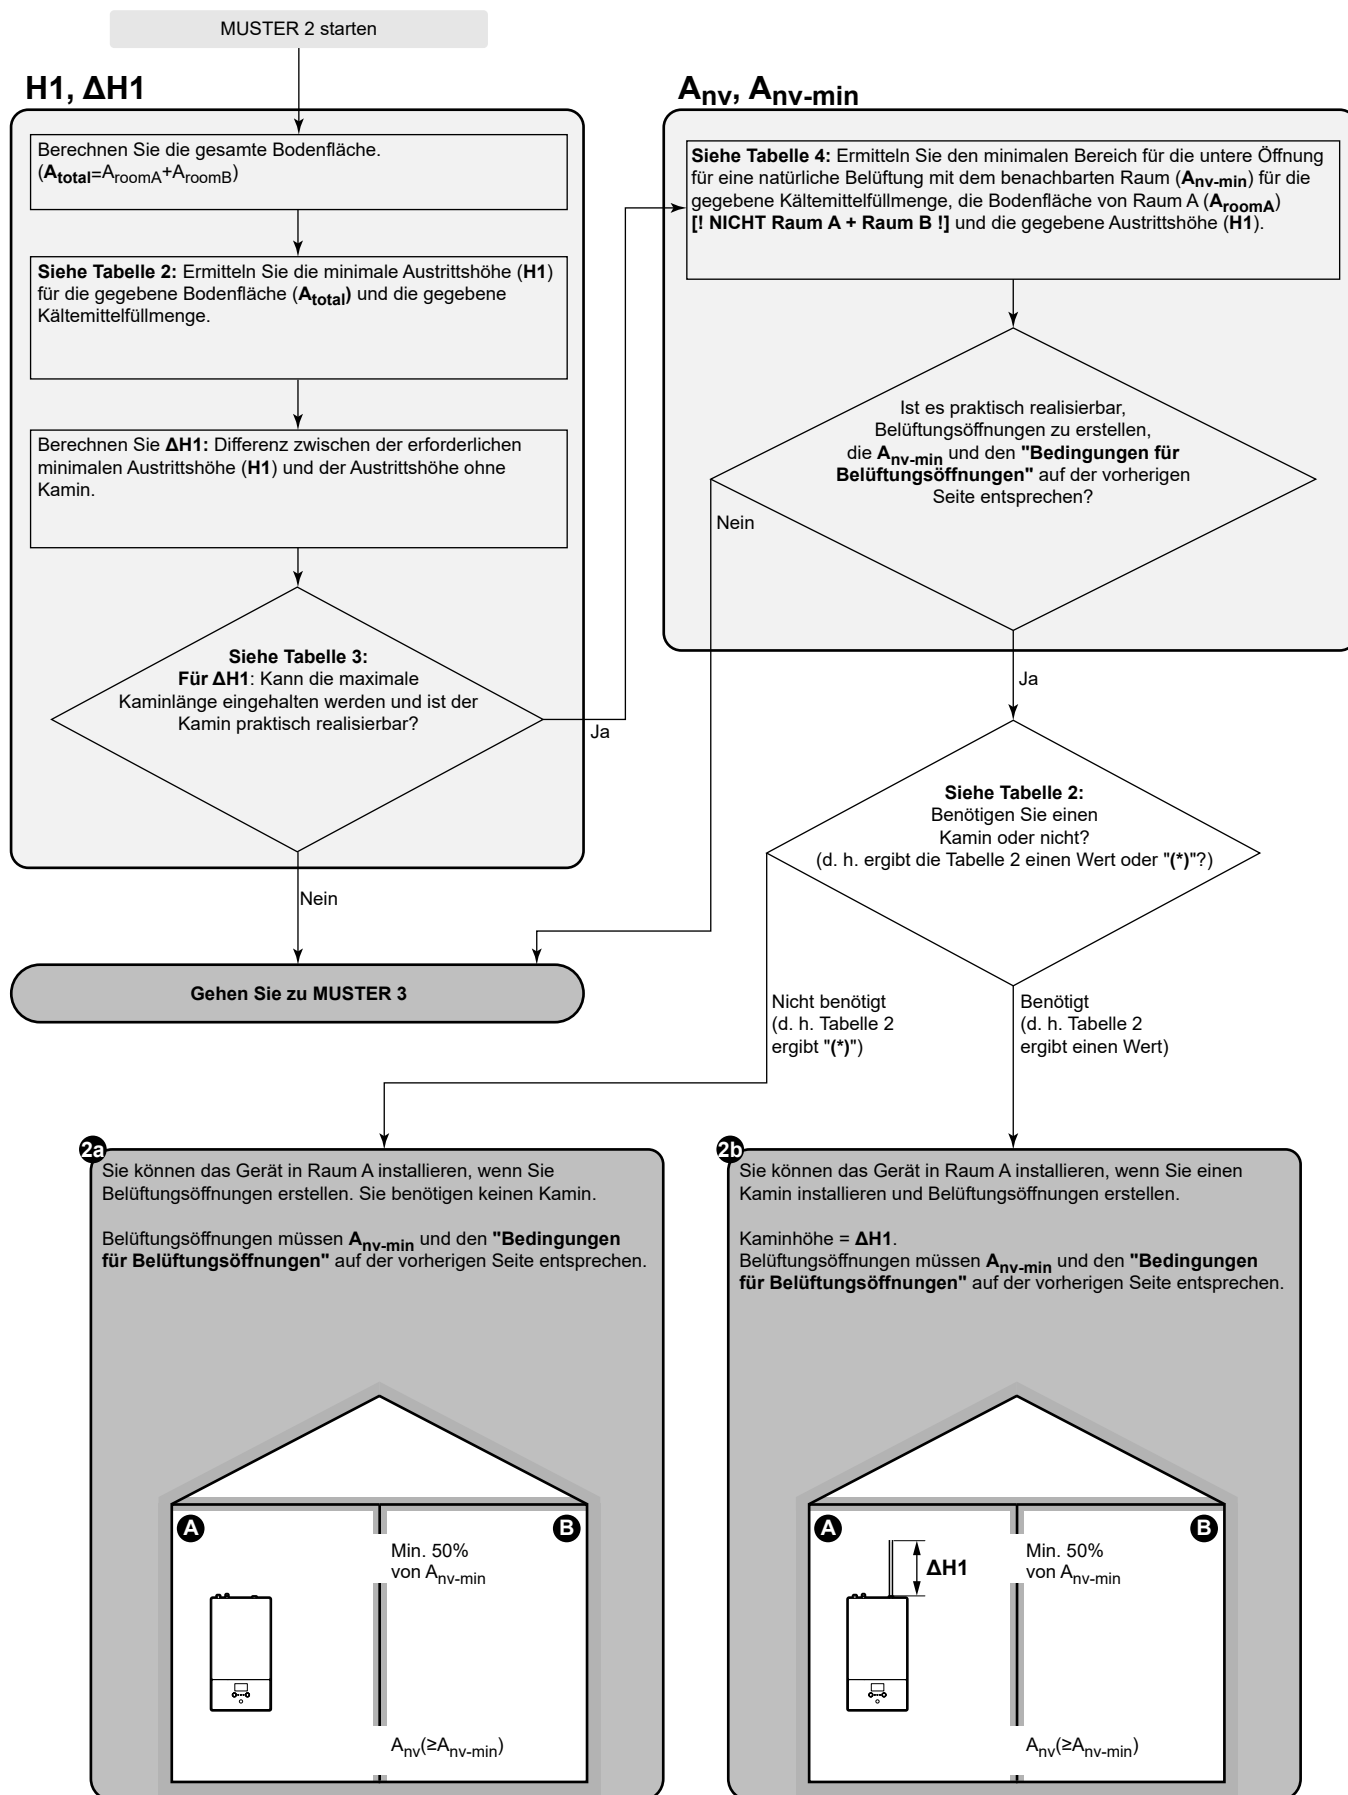 MUSTER 2 starten
H1, ΔH1
Berechnen Sie die gesamte Bodenfläche.
(Atotal=AroomA+AroomB)
Siehe Tabelle 2: Ermitteln Sie die minimale Austrittshöhe (H1)
für die gegebene Bodenfläche (Atotal) und die gegebene
Kältemittelfüllmenge.
Berechnen Sie ΔH1: Differenz zwischen der erforderlichen
minimalen Austrittshöhe (H1) und der Austrittshöhe ohne
Kamin.
Siehe Tabelle 3:
Für ΔH1: Kann die maximale
Kaminlänge eingehalten werden und ist der
Kamin praktisch realisierbar?
Ja
Nein
Gehen Sie zu MUSTER 3
Anv, Anv-min
Siehe Tabelle 4: Ermitteln Sie den minimalen Bereich für die untere Öffnung
für eine natürliche Belüftung mit dem benachbarten Raum (Anv-min) für die
gegebene Kältemittelfüllmenge, die Bodenfläche von Raum A (AroomA)
[! NICHT Raum A + Raum B !] und die gegebene Austrittshöhe (H1).
Ist es praktisch realisierbar,
Belüftungsöffnungen zu erstellen,
die Anv-min und den "Bedingungen für
Belüftungsöffnungen" auf der vorherigen
Seite entsprechen?
Nein
Ja
Siehe Tabelle 2:
Benötigen Sie einen
Kamin oder nicht?
(d. h. ergibt die Tabelle 2 einen Wert oder "(*)"?)
Nicht benötigt
(d. h. Tabelle 2
ergibt "(*)")
Benötigt
(d. h. Tabelle 2
ergibt einen Wert)
2a
Sie können das Gerät in Raum A installieren, wenn Sie
Belüftungsöffnungen erstellen. Sie benötigen keinen Kamin.
Belüftungsöffnungen müssen Anv-min und den "Bedingungen
für Belüftungsöffnungen" auf der vorherigen Seite entsprechen.
A
B
Min. 50%
von Anv-min
Anv(≥Anv-min)
2b
Sie können das Gerät in Raum A installieren, wenn Sie einen
Kamin installieren und Belüftungsöffnungen erstellen.
Kaminhöhe = ΔH1.
Belüftungsöffnungen müssen Anv-min und den "Bedingungen
für Belüftungsöffnungen" auf der vorherigen Seite entsprechen.
A
B
ΔH1
Min. 50%
von Anv-min
Anv(≥Anv-min)